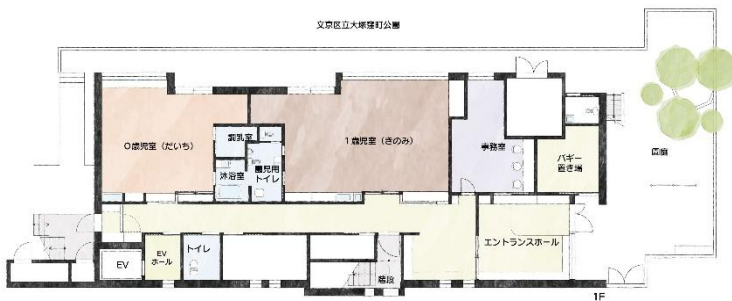 文京区立大塚窪町公園
0歳児室（だいち）
調乳室
沐浴室
園児用
トイレ
1歳児室（きのみ）
事務室
バギー
置き場
園庭
EV
EV
ホール
トイレ
階段
エントランスホール
1F